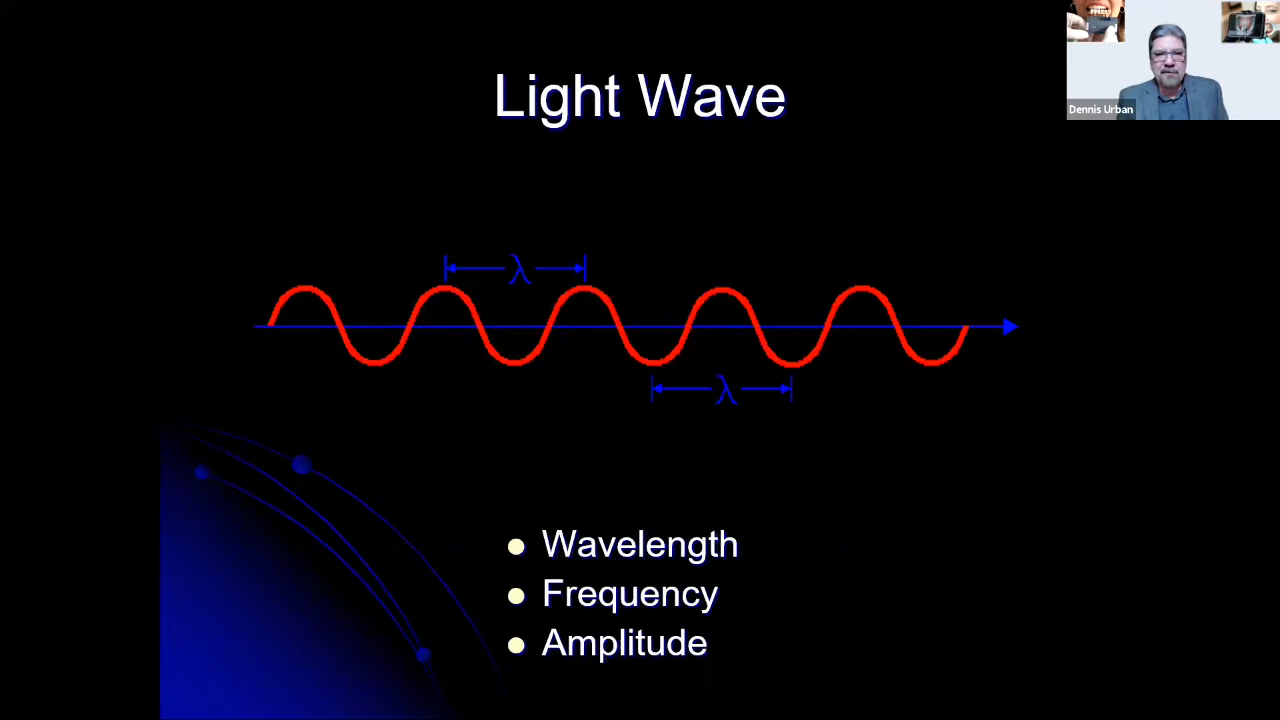 Light Wave
Dennis Urban
λ
λ
Wavelength
Frequency
Amplitude